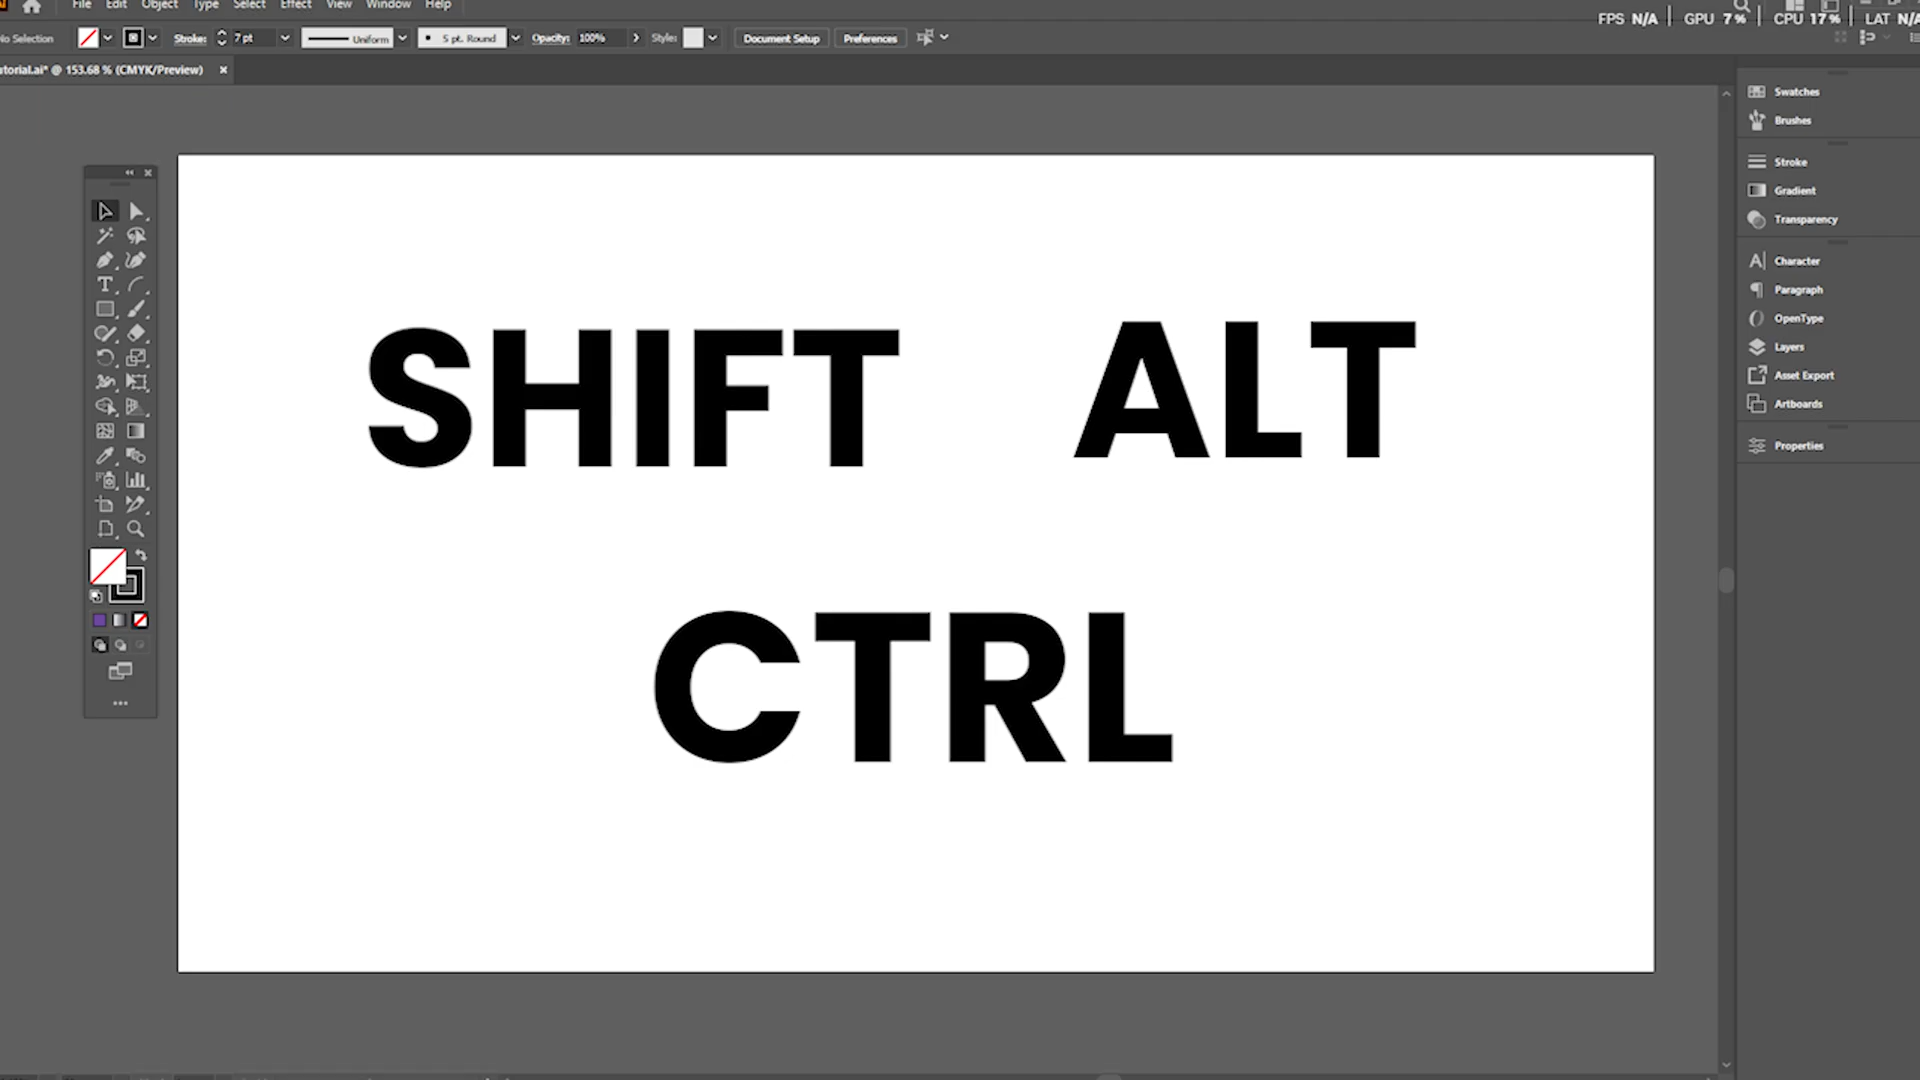 File Edit Object Type Select Effect View Window Help
FPS N/A GPU 7% CPU 17% LAT N/A
No Selection Stroke: 7 pt Uniform 5 pt. Round Opacity: 100% Style: Document Setup Preferences
utorial.ai* @ 153.68 % (CMYK/Preview) ×
Swatches
Brushes
Stroke
Gradient
Transparency
Character
Paragraph
OpenType
Layers
Asset Export
Artboards
Properties
SHIFT ALT
CTRL